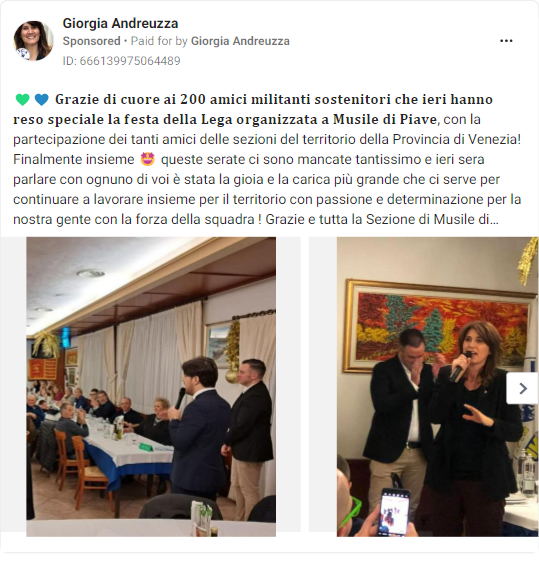 Giorgia Andreuzza
Sponsored • Paid for by Giorgia Andreuzza
ID: 666139975064489
💚💙 Grazie di cuore ai 200 amici militanti sostenitori che ieri hanno
reso speciale la festa della Lega organizzata a Musile di Piave, con la
partecipazione dei tanti amici delle sezioni del territorio della Provincia di Venezia!
Finalmente insieme 🤩 queste serate ci sono mancate tantissimo e ieri sera
parlare con ognuno di voi è stata la gioia e la carica più grande che ci serve per
continuare a lavorare insieme per il territorio con passione e determinazione per la
nostra gente con la forza della squadra ! Grazie e tutta la Sezione di Musile di...